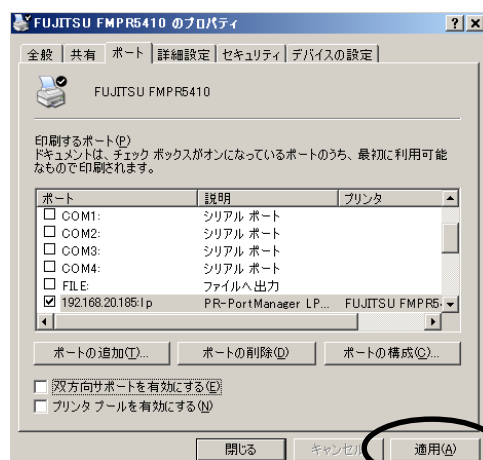 FUJITSU FMPR5410 のプロパティ
全般 共有 ポート 詳細設定 セキュリティ デバイスの設定
FUJITSU FMPR5410
印刷するポート(P)
ドキュメントは、チェック ボックスがオンになっているポートのうち、最初に利用可能
なもので印刷されます。
ポート 説明 プリンタ
COM1: シリアル ポート
COM2: シリアル ポート
COM3: シリアル ポート
COM4: シリアル ポート
FILE: ファイルへ出力
192.168.20.185:lp PR-PortManager LP... FUJITSU FMPR5
ポートの追加(T)... ポートの削除(D) ポートの構成(C)...
双方向サポートを有効にする(E)
プリンタ プールを有効にする(N)
閉じる キャンセル 適用(A)